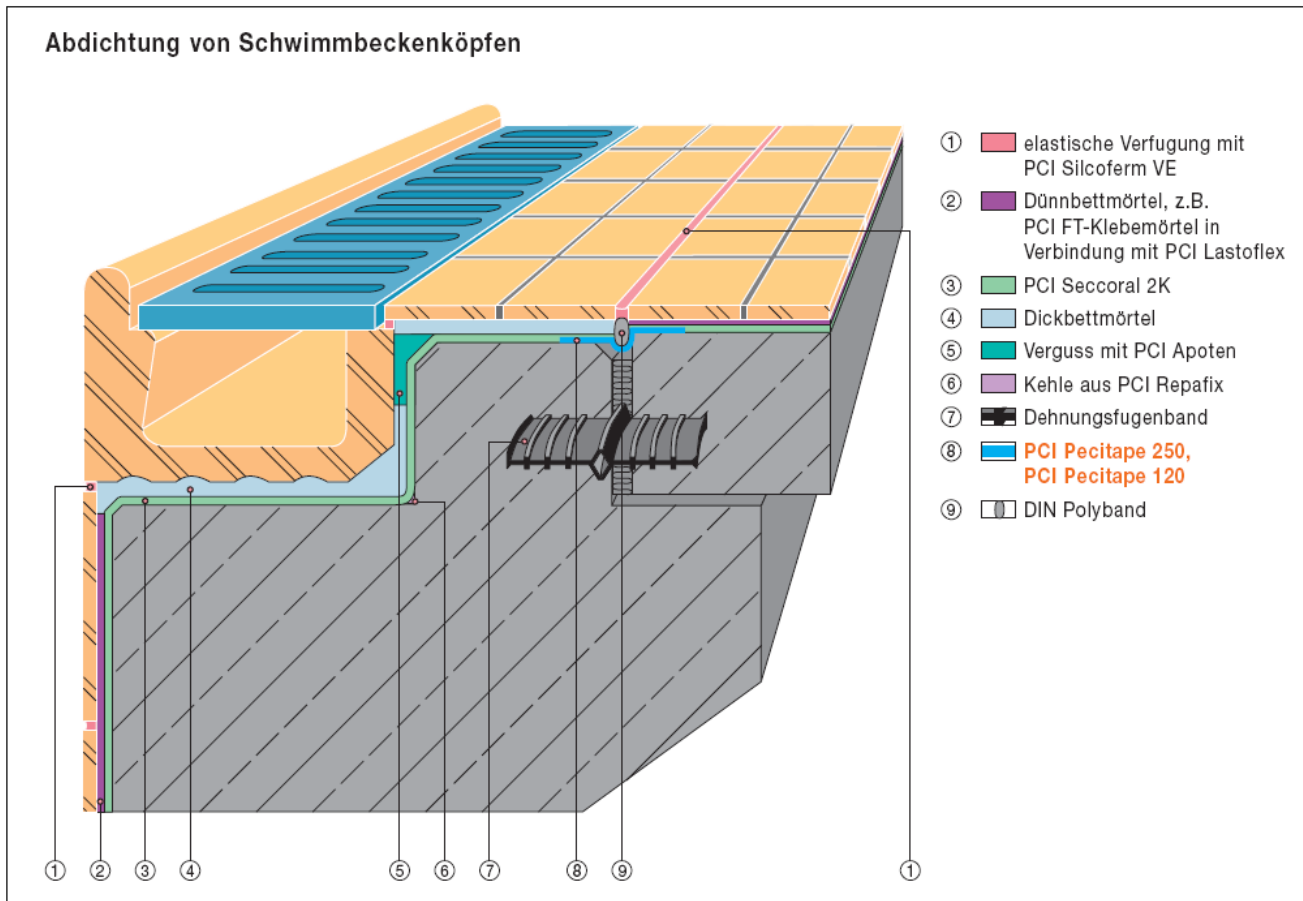 Abdichtung von Schwimmbeckenköpfen
① elastische Verfugung mit
PCI Silcoferm VE
② Dünnbettmörtel, z.B.
PCI FT-Klebemörtel in
Verbindung mit PCI Lastoflex
③ PCI Seccoral 2K
④ Dickbettmörtel
⑤ Verguss mit PCI Apoten
⑥ Kehle aus PCI Repafix
⑦ Dehnungsfugenband
⑧ PCI Pecitape 250,
PCI Pecitape 120
⑨ DIN Polyband
① ② ③ ④ ⑤ ⑥ ⑦ ⑧ ⑨ ①